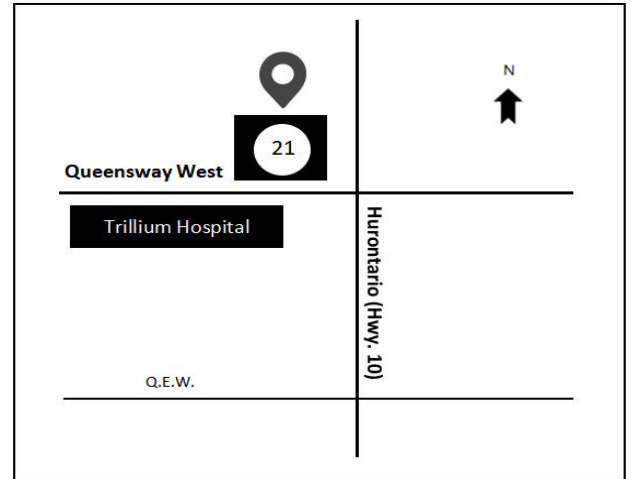 N
21
Queensway West
Trillium Hospital
Hurontario (Hwy. 10)
Q.E.W.